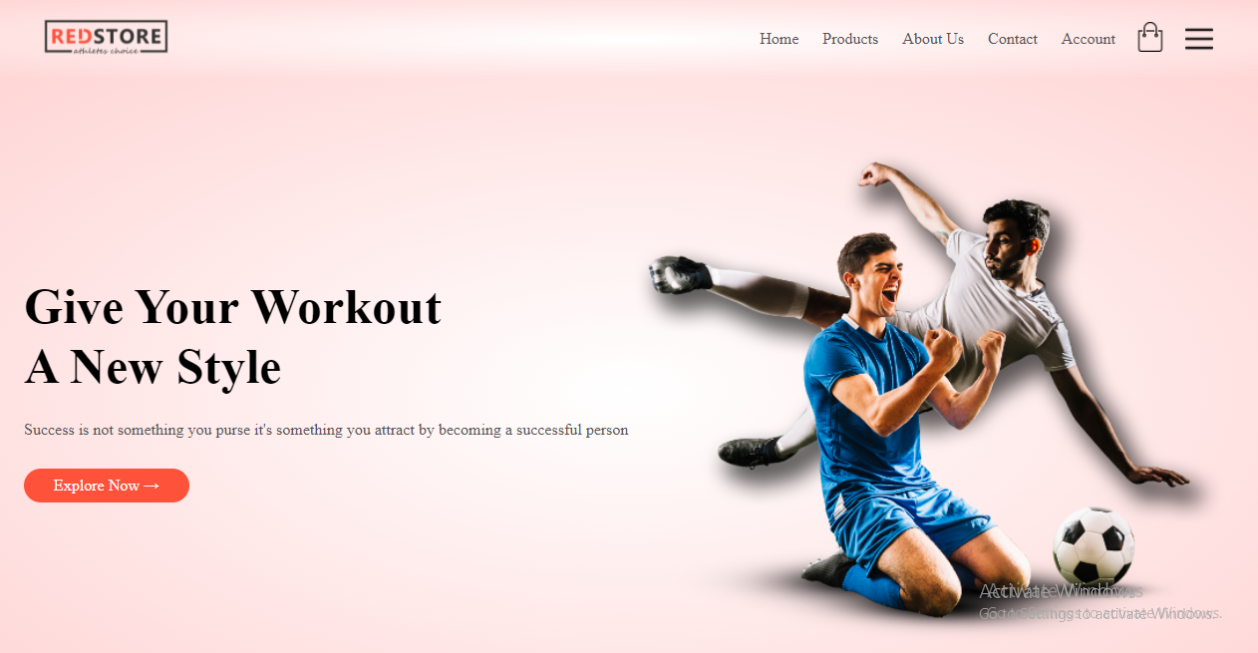 REDSTORE
athletes choice
Home Products About Us Contact Account
Give Your Workout
A New Style
Success is not something you purse it's something you attract by becoming a successful person
Explore Now →
Activate Windows
Go to Settings to activate Windows.